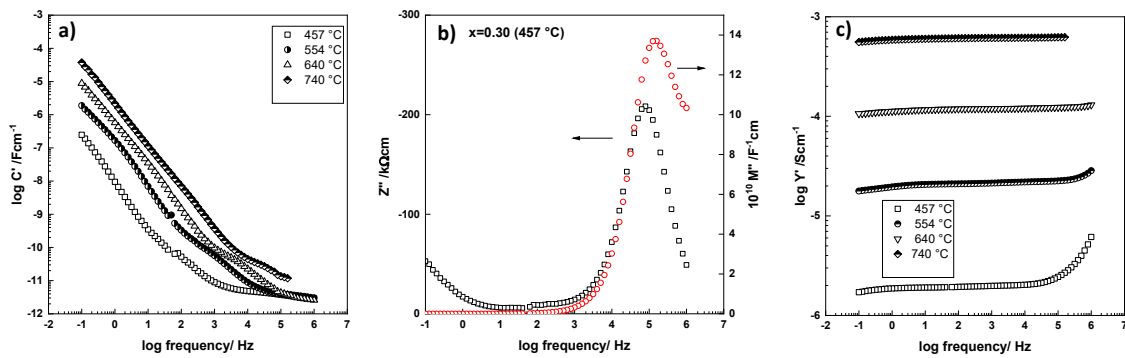 a)
-3
-4
-5
-6
-7
-8
-9
-10
-11
-12
-2 -1 0 1 2 3 4 5 6 7
log C' /Fcm⁻¹
log frequency/ Hz
457 °C
554 °C
640 °C
740 °C
b)
x=0.30 (457 °C)
-300
-200
-100
0
-1 0 1 2 3 4 5 6 7
Z'' /kΩcm
log frequency/ Hz
14
12
10
8
6
4
2
0
10¹⁰ M'' /F⁻¹cm
c)
-3
-4
-5
-6
-2 -1 0 1 2 3 4 5 6 7
log Y' /Scm⁻¹
log frequency/ Hz
457 °C
554 °C
640 °C
740 °C